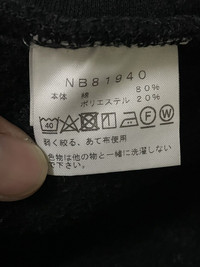 NB81940
本体 綿 80%
ポリエステル 20%
40 F W
軽く絞る、あて布使用
色物は他の物と一緒に洗濯しない
で下さい。